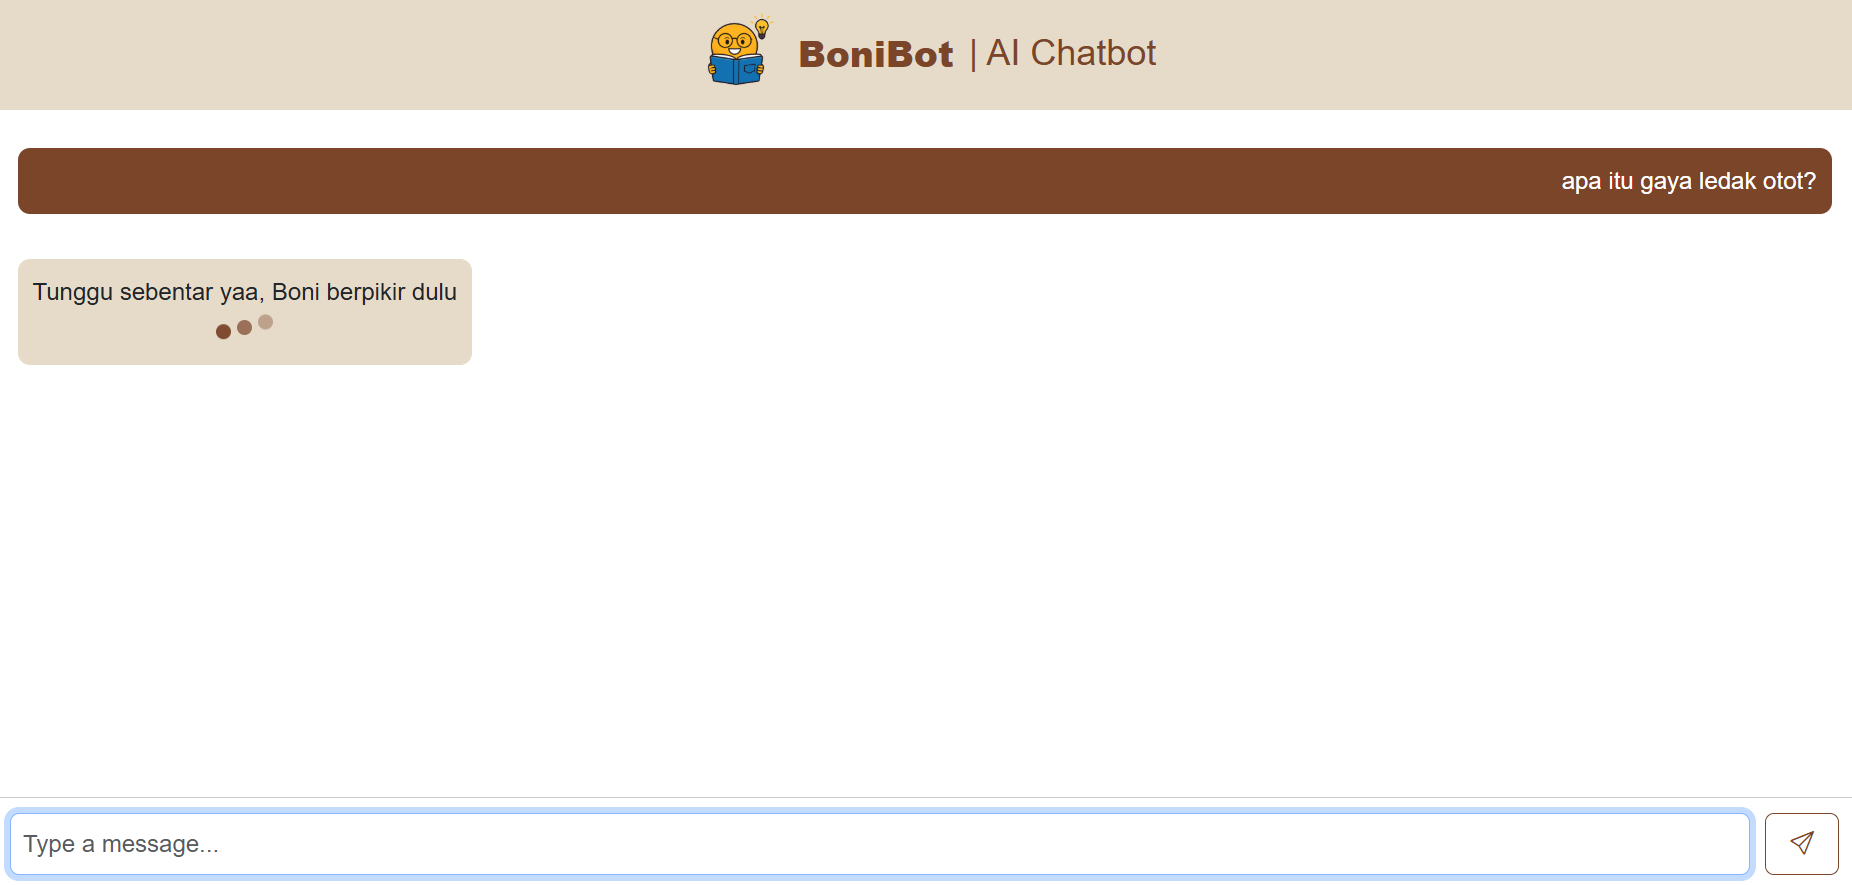 BoniBot | AI Chatbot
apa itu gaya ledak otot?
Tunggu sebentar yaa, Boni berpikir dulu
Type a message...